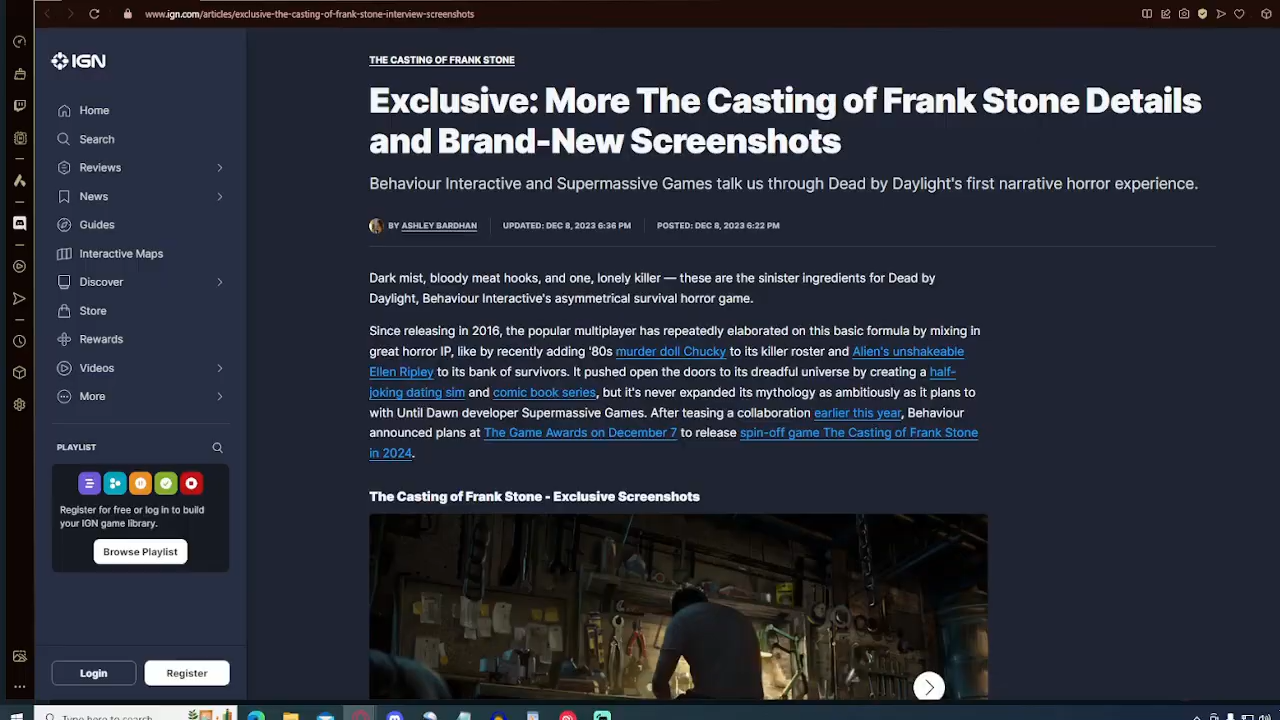 www.ign.com/articles/exclusive-the-casting-of-frank-stone-interview-screenshots
IGN
Home
Search
Reviews
News
Guides
Interactive Maps
Discover
Store
Rewards
Videos
More
PLAYLIST
Register for free or log in to build
your IGN game library.
Browse Playlist
Login
Register
THE CASTING OF FRANK STONE
Exclusive: More The Casting of Frank Stone Details
and Brand-New Screenshots
Behaviour Interactive and Supermassive Games talk us through Dead by Daylight's first narrative horror experience.
BY ASHLEY BARDHAN
UPDATED: DEC 8, 2023 6:36 PM
POSTED: DEC 8, 2023 6:22 PM
Dark mist, bloody meat hooks, and one, lonely killer — these are the sinister ingredients for Dead by
Daylight, Behaviour Interactive's asymmetrical survival horror game.
Since releasing in 2016, the popular multiplayer has repeatedly elaborated on this basic formula by mixing in
great horror IP, like by recently adding '80s murder doll Chucky to its killer roster and Alien's unshakeable
Ellen Ripley to its bank of survivors. It pushed open the doors to its dreadful universe by creating a half-
joking dating sim and comic book series, but it's never expanded its mythology as ambitiously as it plans to
with Until Dawn developer Supermassive Games. After teasing a collaboration earlier this year, Behaviour
announced plans at The Game Awards on December 7 to release spin-off game The Casting of Frank Stone
in 2024.
The Casting of Frank Stone - Exclusive Screenshots
Type here to search